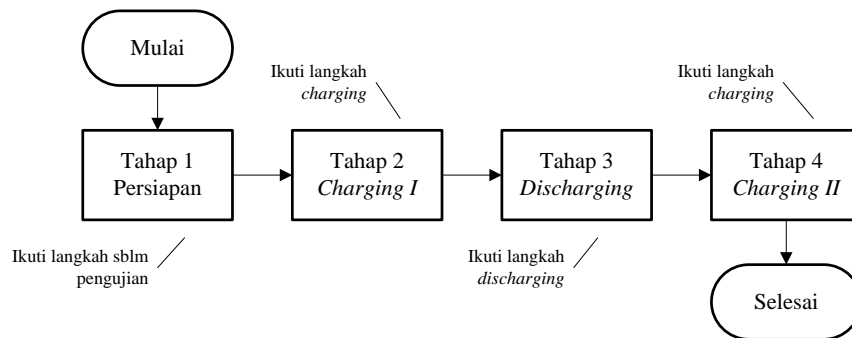 Mulai
Ikuti langkah
charging
Ikuti langkah
charging
Tahap 1
Persiapan
Tahap 2
Charging I
Tahap 3
Discharging
Tahap 4
Charging II
Ikuti langkah sblm
pengujian
Ikuti langkah
discharging
Selesai